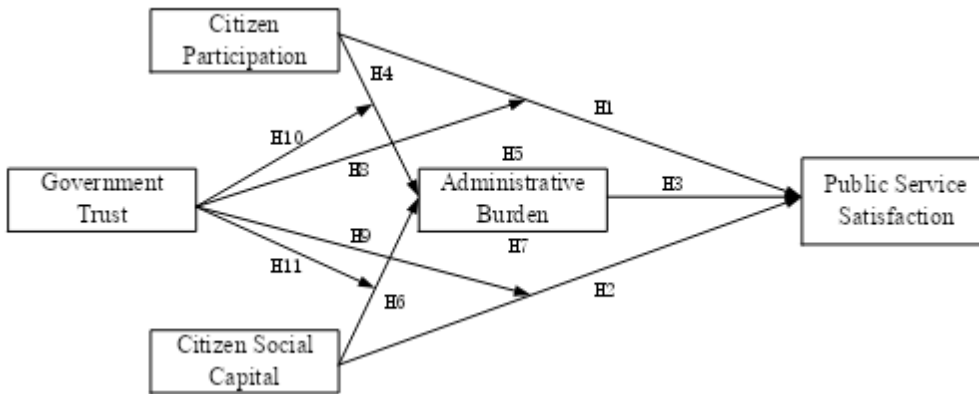 Citizen
Participation
H4
H1
H10
H5
H8
Government
Trust
Administrative
Burden
H3
Public Service
Satisfaction
H9
H7
H11
H6
H2
Citizen Social
Capital